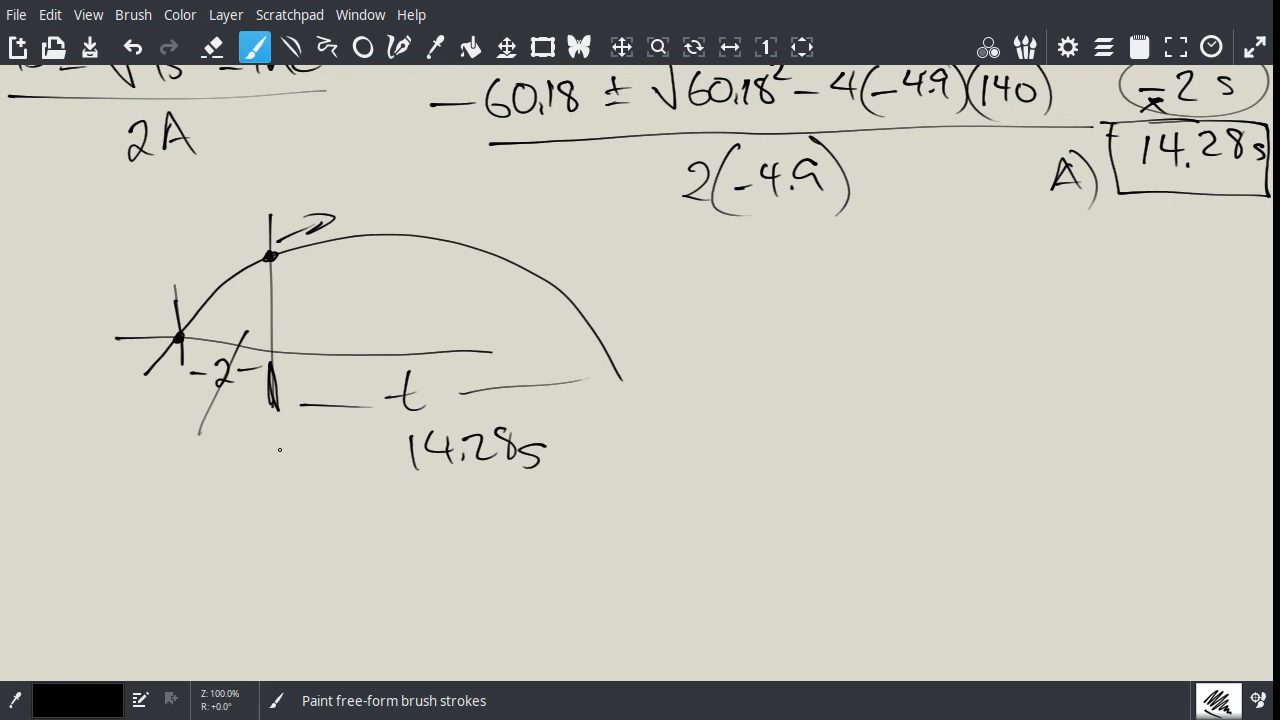 File Edit View Brush Color Layer Scratchpad Window Help
-60.18 ± √60.18² - 4(-4.9)(140)
-2 s
2A
2(-4.9)
A) 14.28s
-2-
t
14.28s
Z: 100.0%
R: +0.0°
Paint free-form brush strokes